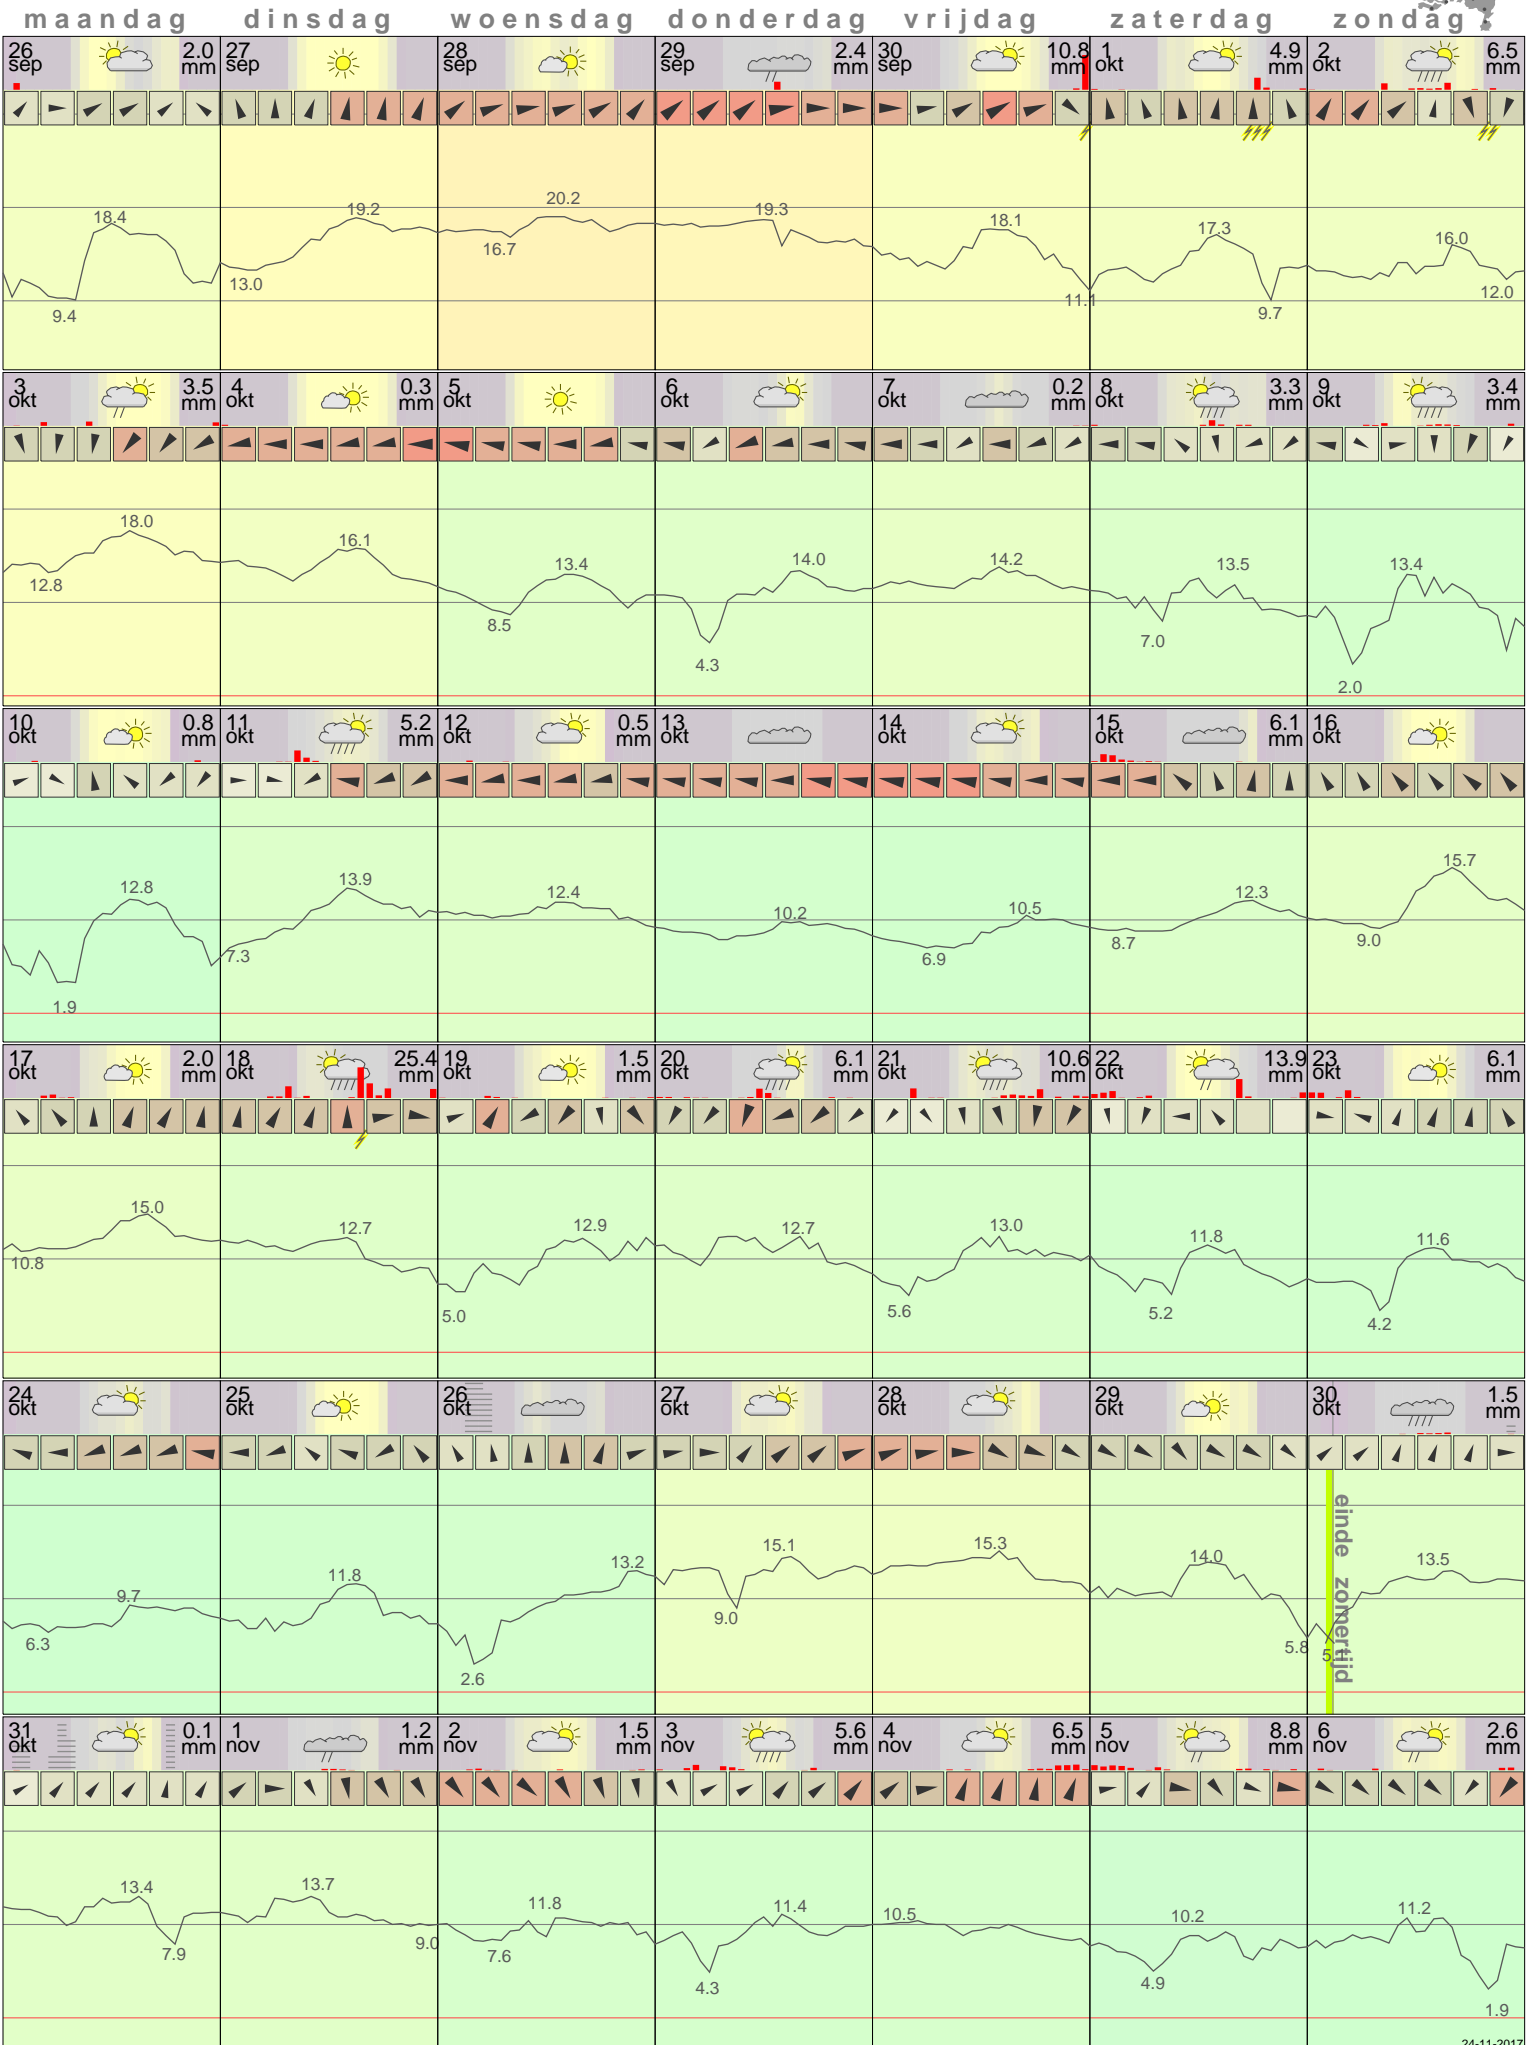 maandag dinsdag woensdag donderdag vrijdag zaterdag zondag
26 2.0 27 28 29 2.4 30 10.8 1 4.9 2 6.5
sep mm sep sep sep mm sep mm okt mm okt mm
18.4 19.2 20.2 19.3 18.1 17.3 16.0
9.4 13.0 16.7 11.1 9.7 12.0
3 3.5 4 0.3 5 6 7 0.2 8 3.3 9 3.4
okt mm okt mm okt okt okt mm okt mm okt mm
18.0 16.1 13.4 14.0 14.2 13.5 13.4
12.8 8.5 4.3 7.0 2.0
10 0.8 11 5.2 12 0.5 13 14 15 6.1 16
okt mm okt mm okt mm okt okt okt mm okt
12.8 13.9 12.4 10.2 10.5 12.3 15.7
1.9 7.3 6.9 8.7 9.0
17 2.0 18 25.4 19 1.5 20 6.1 21 10.6 22 13.9 23 6.1
okt mm okt mm okt mm okt mm okt mm okt mm okt mm
15.0 12.7 12.9 12.7 13.0 11.8 11.6
10.8 5.0 5.6 5.2 4.2
24 25 26 27 28 29 30 1.5
okt okt okt okt okt okt okt mm
9.7 11.8 13.2 15.1 15.3 14.0 13.5
6.3 2.6 9.0 5.8
einde zomertijd
31 0.1 1 1.2 2 1.5 3 5.6 4 6.5 5 8.8 6 2.6
okt mm nov mm nov mm nov mm nov mm nov mm nov mm
13.4 13.7 11.8 11.4 10.5 10.2 11.2
7.9 9.0 7.6 4.3 4.9 1.9
24-11-2017